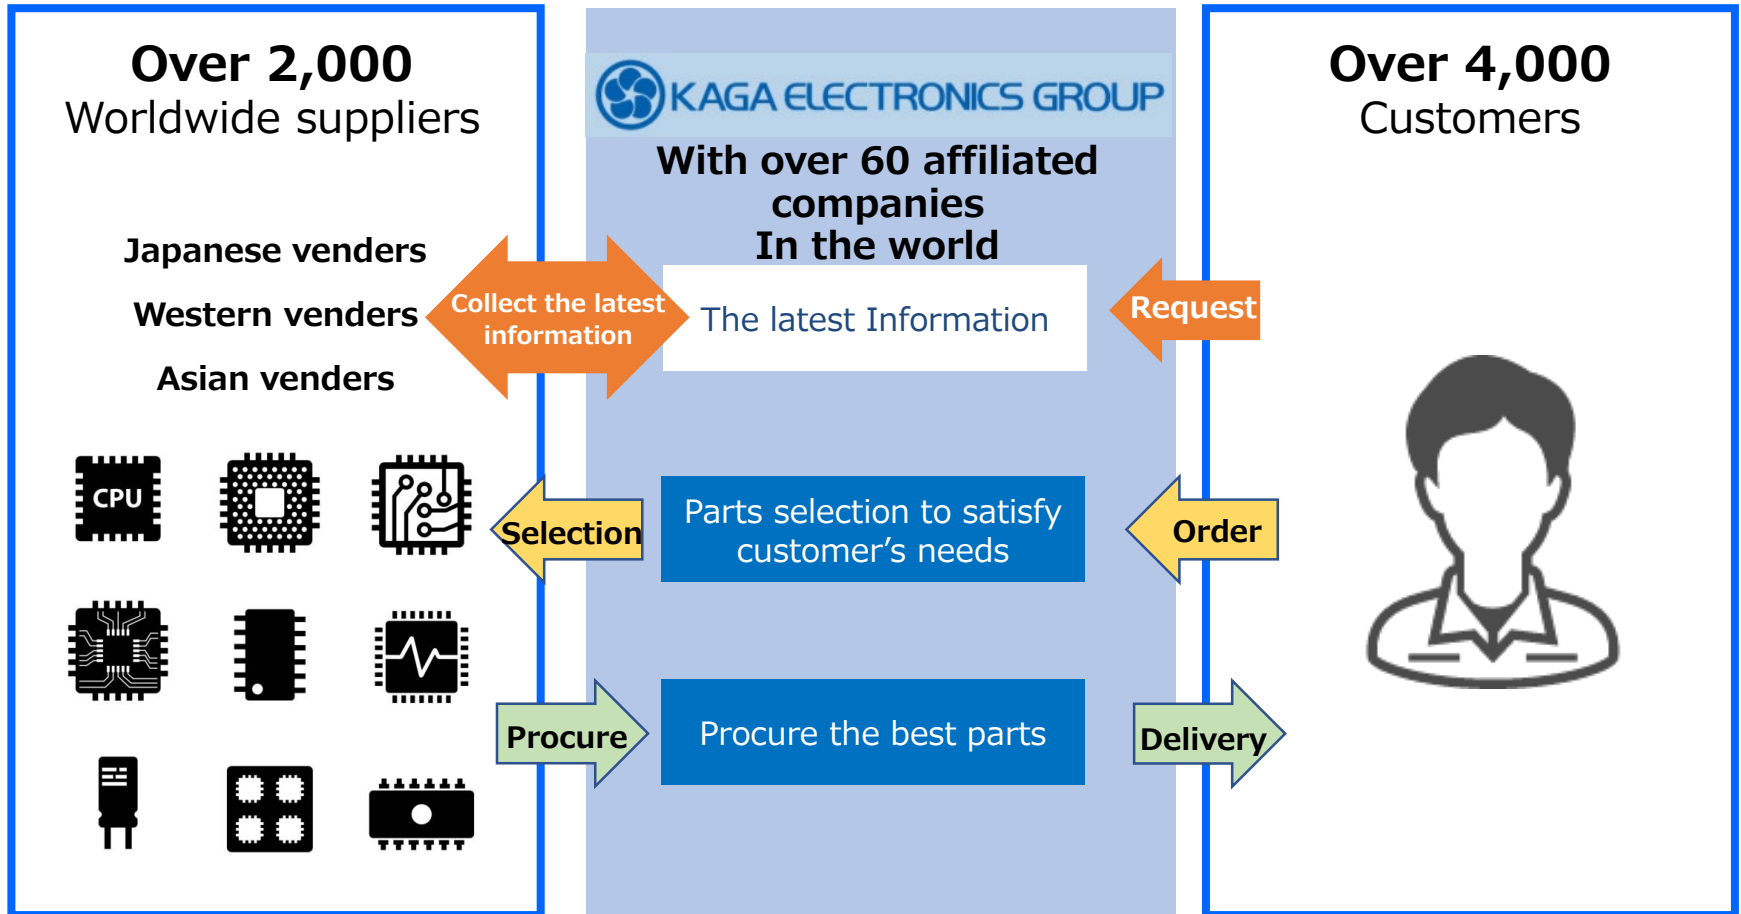 Over 2,000
Worldwide suppliers
Japanese venders
Western venders
Asian venders
CPU
Collect the latest
information
Selection
Procure
KAGA ELECTRONICS GROUP
With over 60 affiliated
companies
In the world
The latest Information
Parts selection to satisfy
customer’s needs
Procure the best parts
Request
Order
Delivery
Over 4,000
Customers